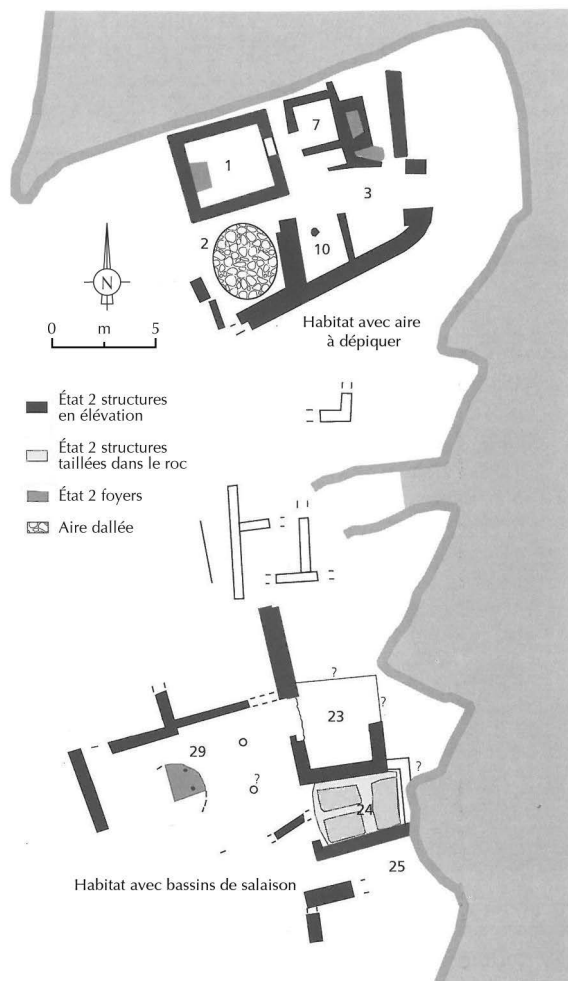 7
1
3
2
10
N
0 m 5
Habitat avec aire
à dépiquer
État 2 structures
en élévation
État 2 structures
taillées dans le roc
État 2 foyers
Aire dallée
?
23
?
29
?
?
24
25
Habitat avec bassins de salaison